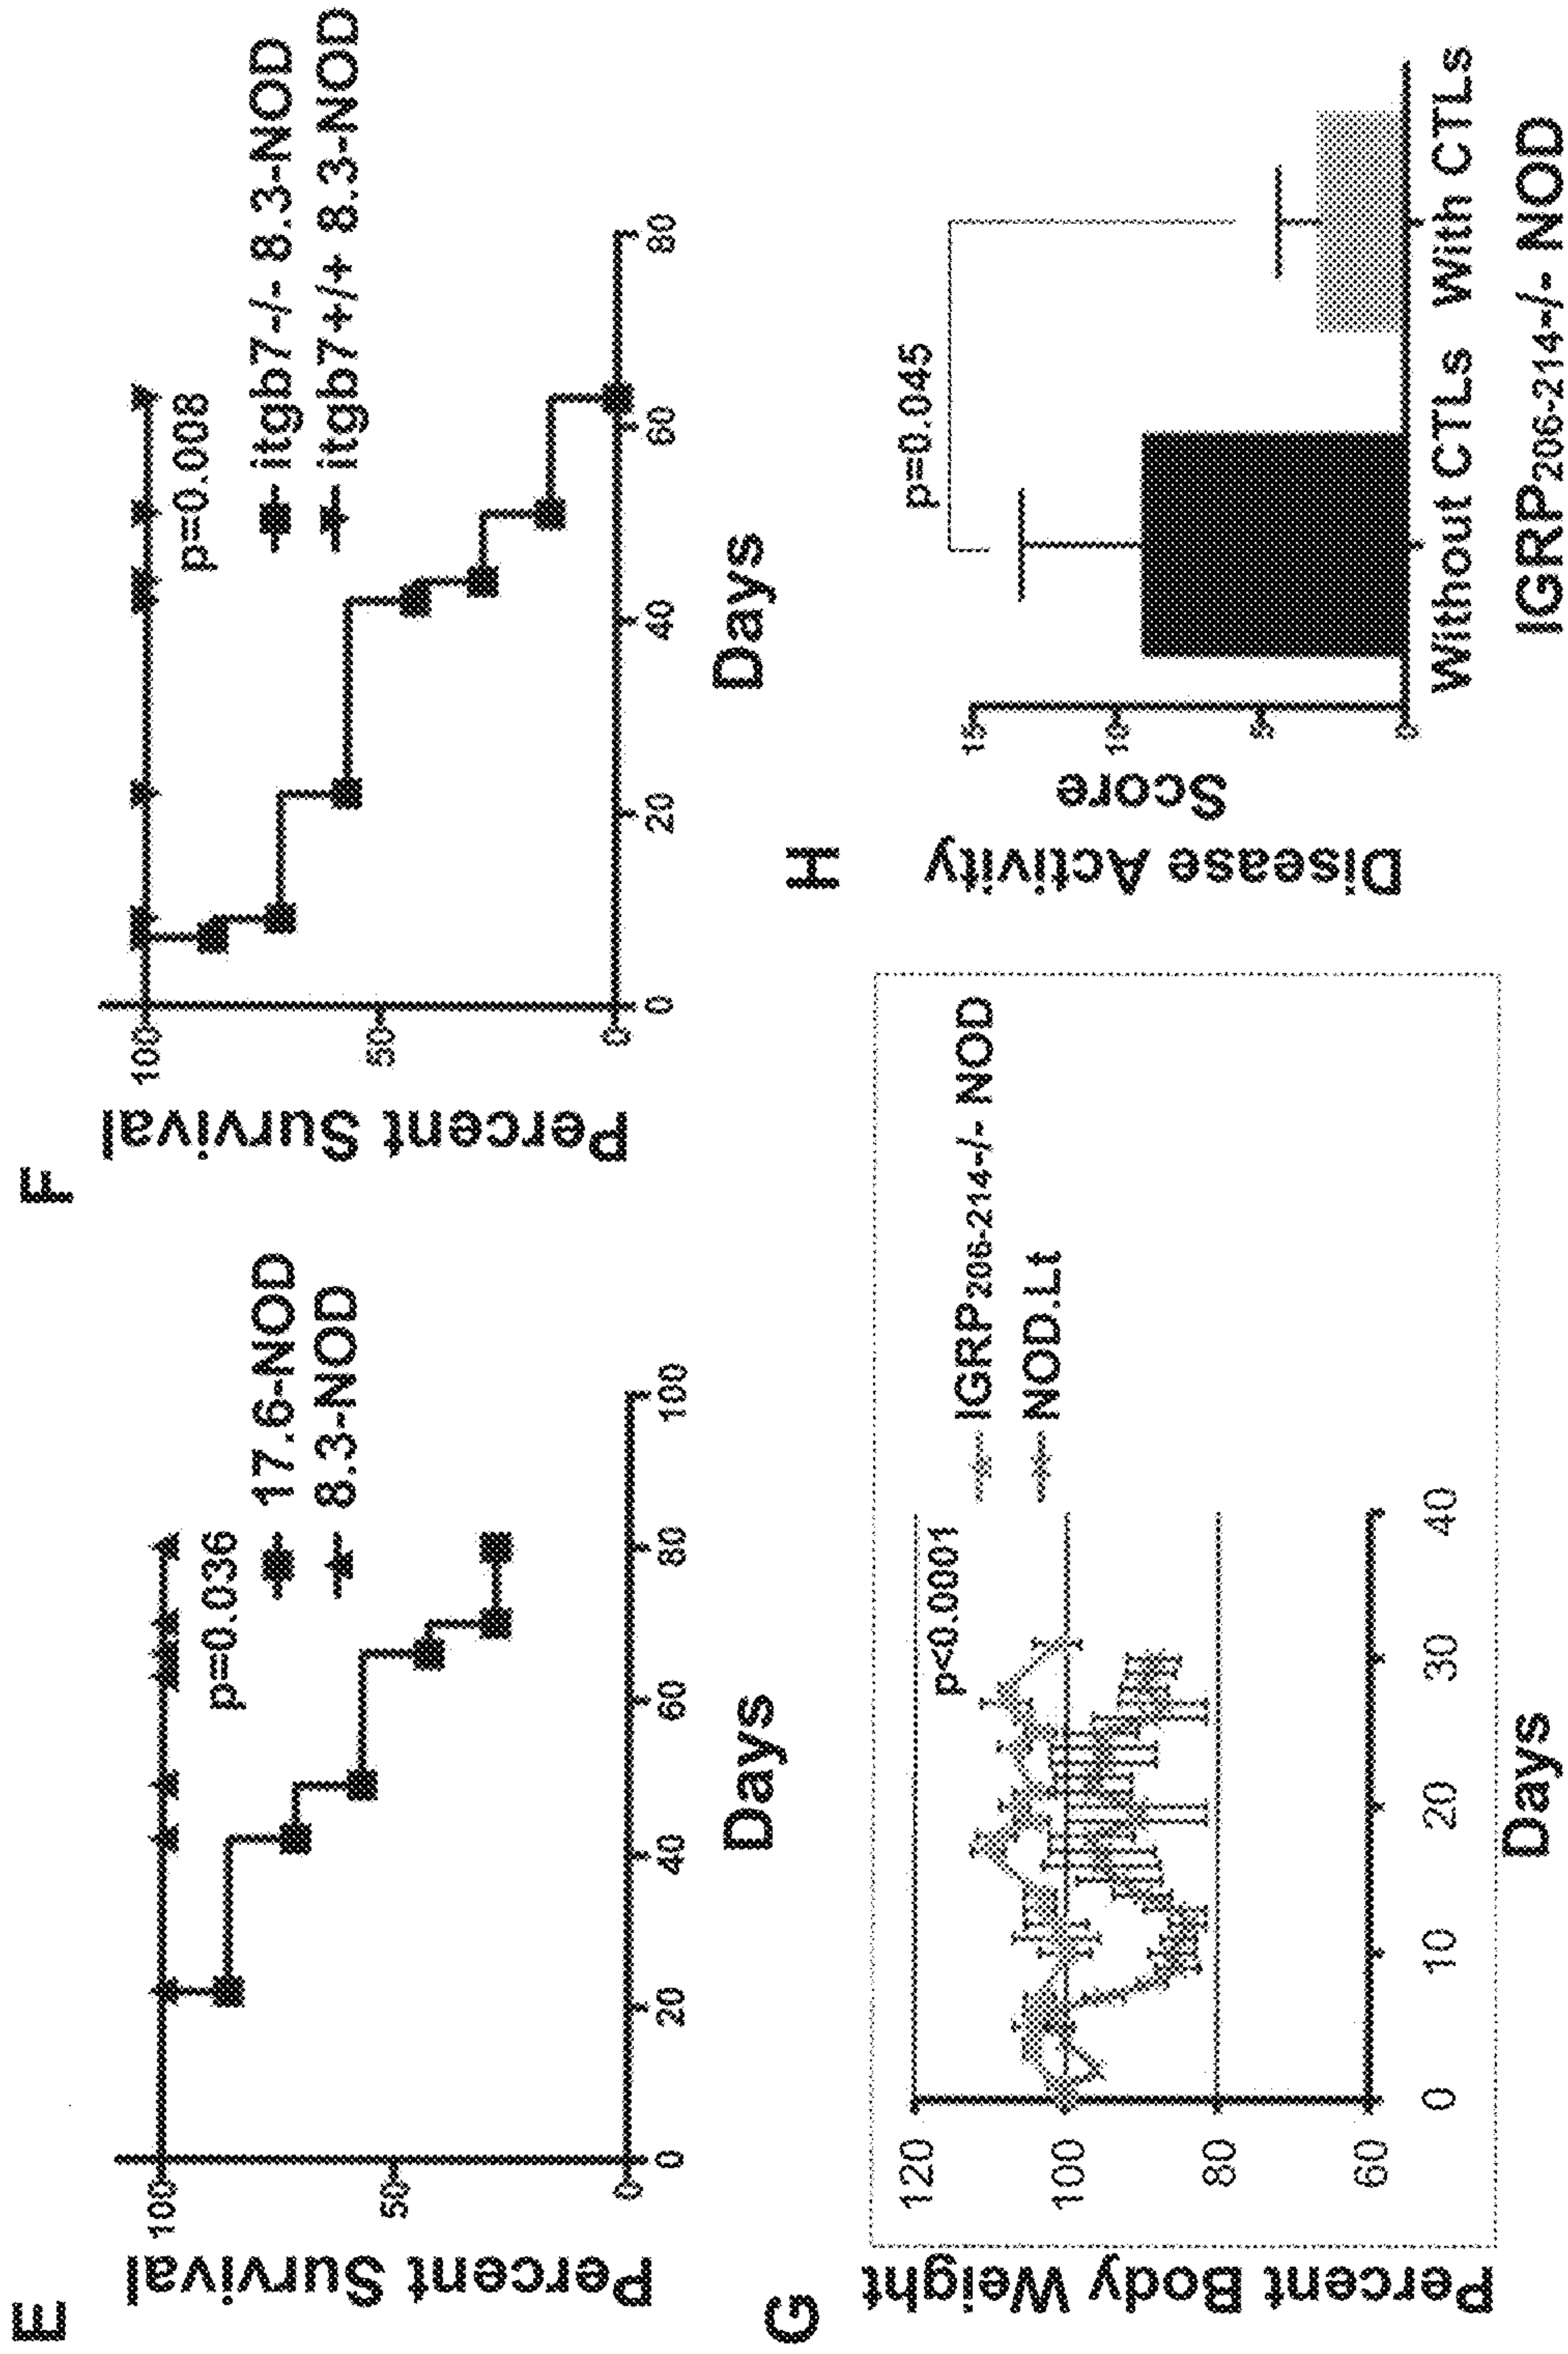 E
Percent Survival
100
50
0
0
20
40
60
80
100
Days
p=0.036
17.6-NOD
8.3-NOD
F
Percent Survival
100
50
0
0
20
40
60
80
Days
p=0.008
itgb7-/- 8.3-NOD
itgb7+/+ 8.3-NOD
G
Percent Body Weight
120
100
80
60
0
10
20
30
40
Days
p<0.0001
IGRP206-214-/- NOD
NOD.Lt
H
Disease Activity
Score
15
10
5
0
p=0.045
Without CTLs With CTLs
IGRP206-214-/- NOD